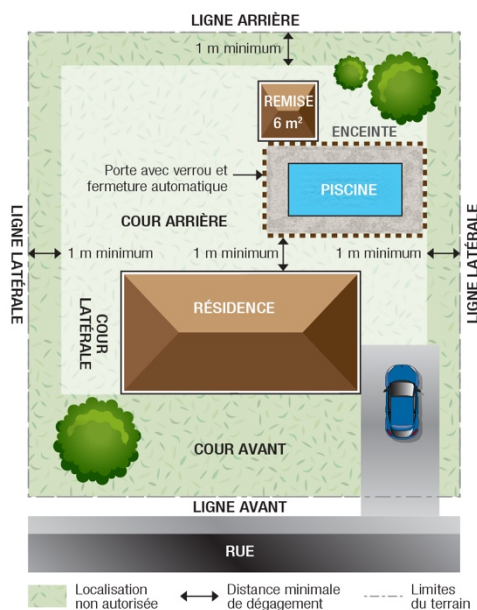 LIGNE ARRIÈRE
1 m minimum
REMISE
6 m²
ENCEINTE
Porte avec verrou et
fermeture automatique
PISCINE
COUR ARRIÈRE
LIGNE LATÉRALE
1 m minimum
1 m minimum
1 m minimum
LIGNE LATÉRALE
COUR
LATÉRALE
RÉSIDENCE
COUR AVANT
LIGNE AVANT
RUE
Localisation
non autorisée
Distance minimale
de dégagement
Limites
du terrain